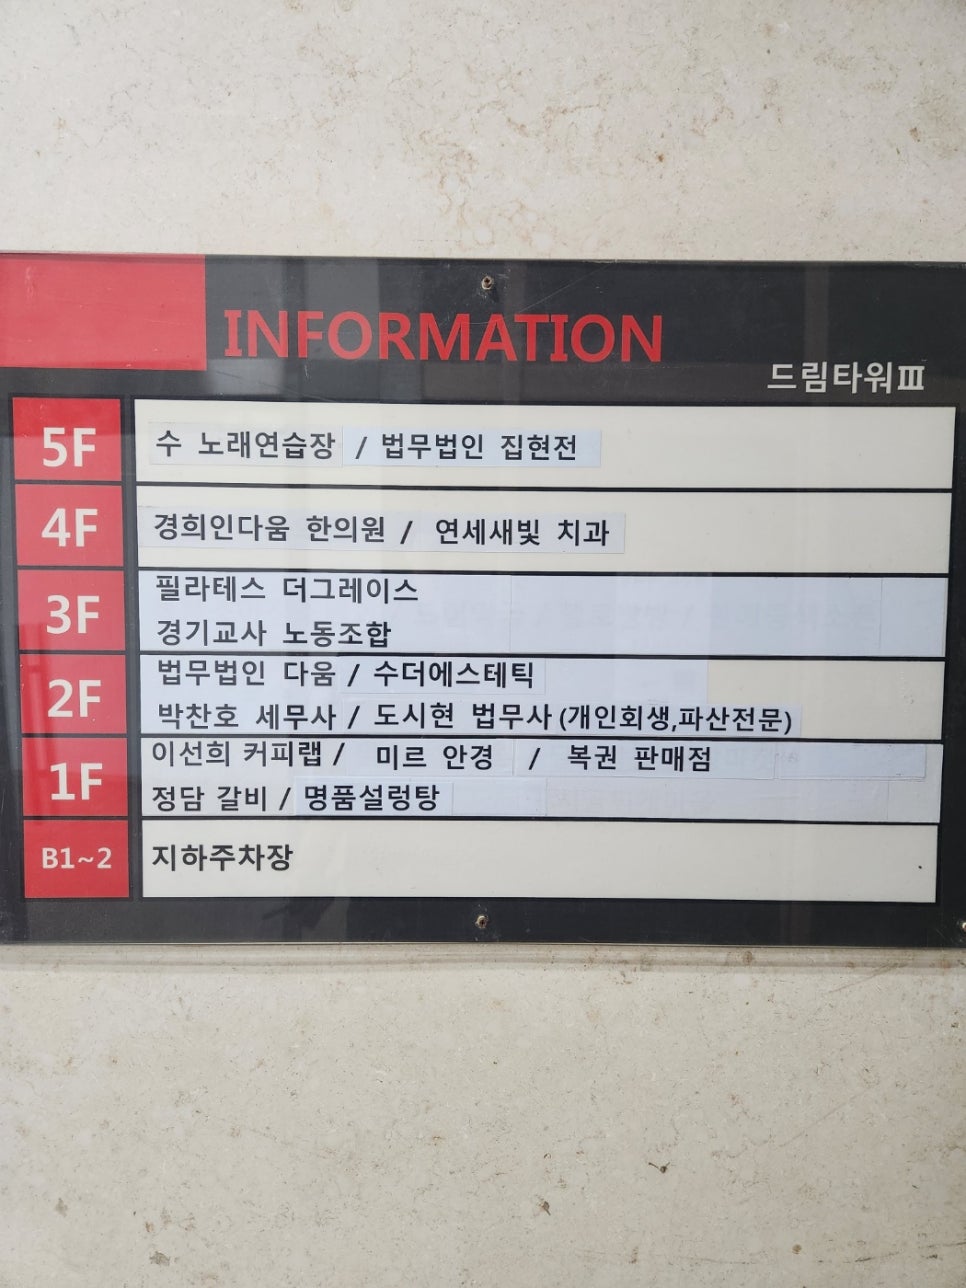 INFORMATION
드림타워Ⅲ
5F 수 노래연습장 / 법무법인 집현전
4F 경희인다움 한의원 / 연세새빛 치과
3F 필라테스 더그레이스
경기교사 노동조합
2F 법무법인 다움 / 수더에스테틱
박찬호 세무사 / 도시현 법무사(개인회생,파산전문)
1F 이선희 커피랩 / 미르 안경 / 복권 판매점
정담 갈비 / 명품설렁탕
B1~2 지하주차장